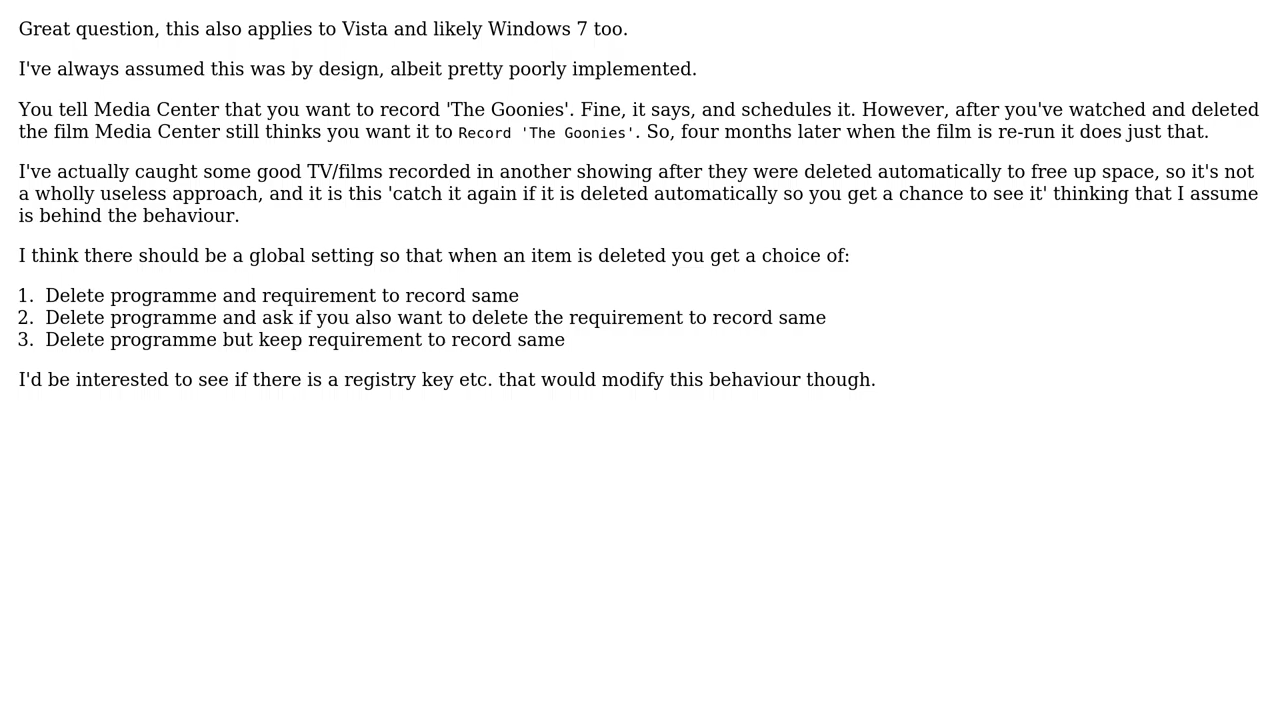 Great question, this also applies to Vista and likely Windows 7 too.
I've always assumed this was by design, albeit pretty poorly implemented.
You tell Media Center that you want to record 'The Goonies'. Fine, it says, and schedules it. However, after you've watched and deleted
the film Media Center still thinks you want it to Record 'The Goonies'. So, four months later when the film is re-run it does just that.
I've actually caught some good TV/films recorded in another showing after they were deleted automatically to free up space, so it's not
a wholly useless approach, and it is this 'catch it again if it is deleted automatically so you get a chance to see it' thinking that I assume
is behind the behaviour.
I think there should be a global setting so that when an item is deleted you get a choice of:
1. Delete programme and requirement to record same
2. Delete programme and ask if you also want to delete the requirement to record same
3. Delete programme but keep requirement to record same
I'd be interested to see if there is a registry key etc. that would modify this behaviour though.